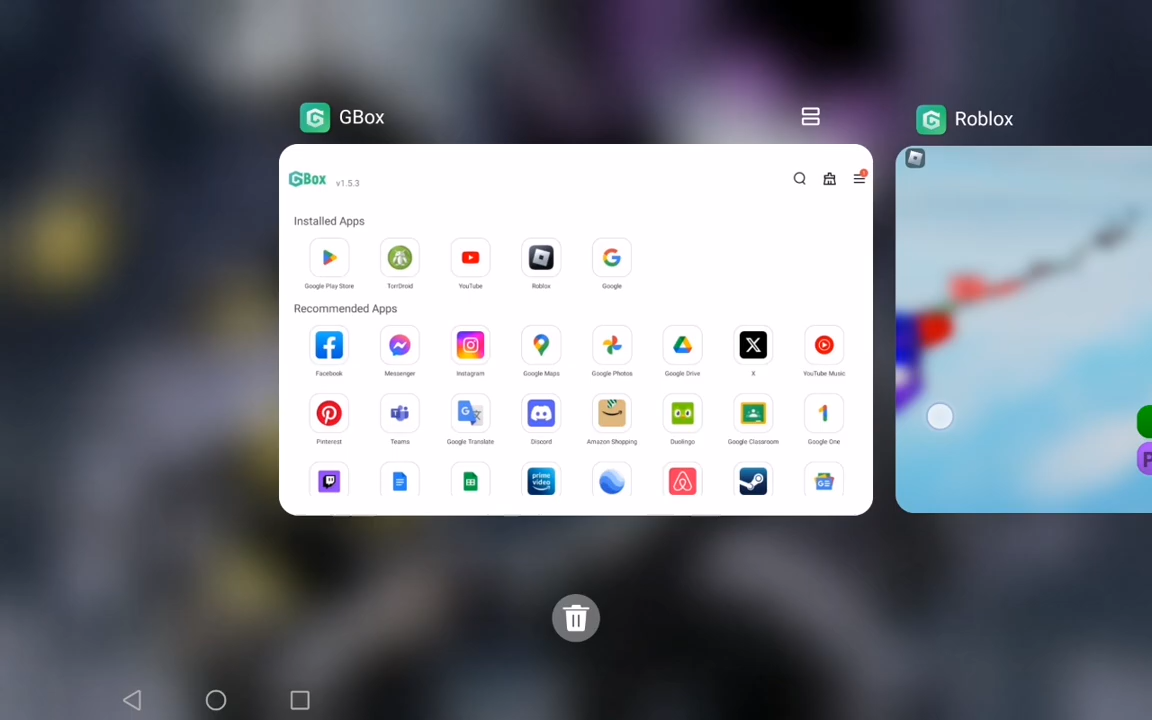 GBox
Roblox
GBox v1.5.3
Installed Apps
Google Play Store TorrDroid YouTube Roblox Google
Recommended Apps
Facebook Messenger Instagram Google Maps Google Photos Google Drive X YouTube Music
Pinterest Teams Google Translate Discord Amazon Shopping Duolingo Google Classroom Google One
prime video